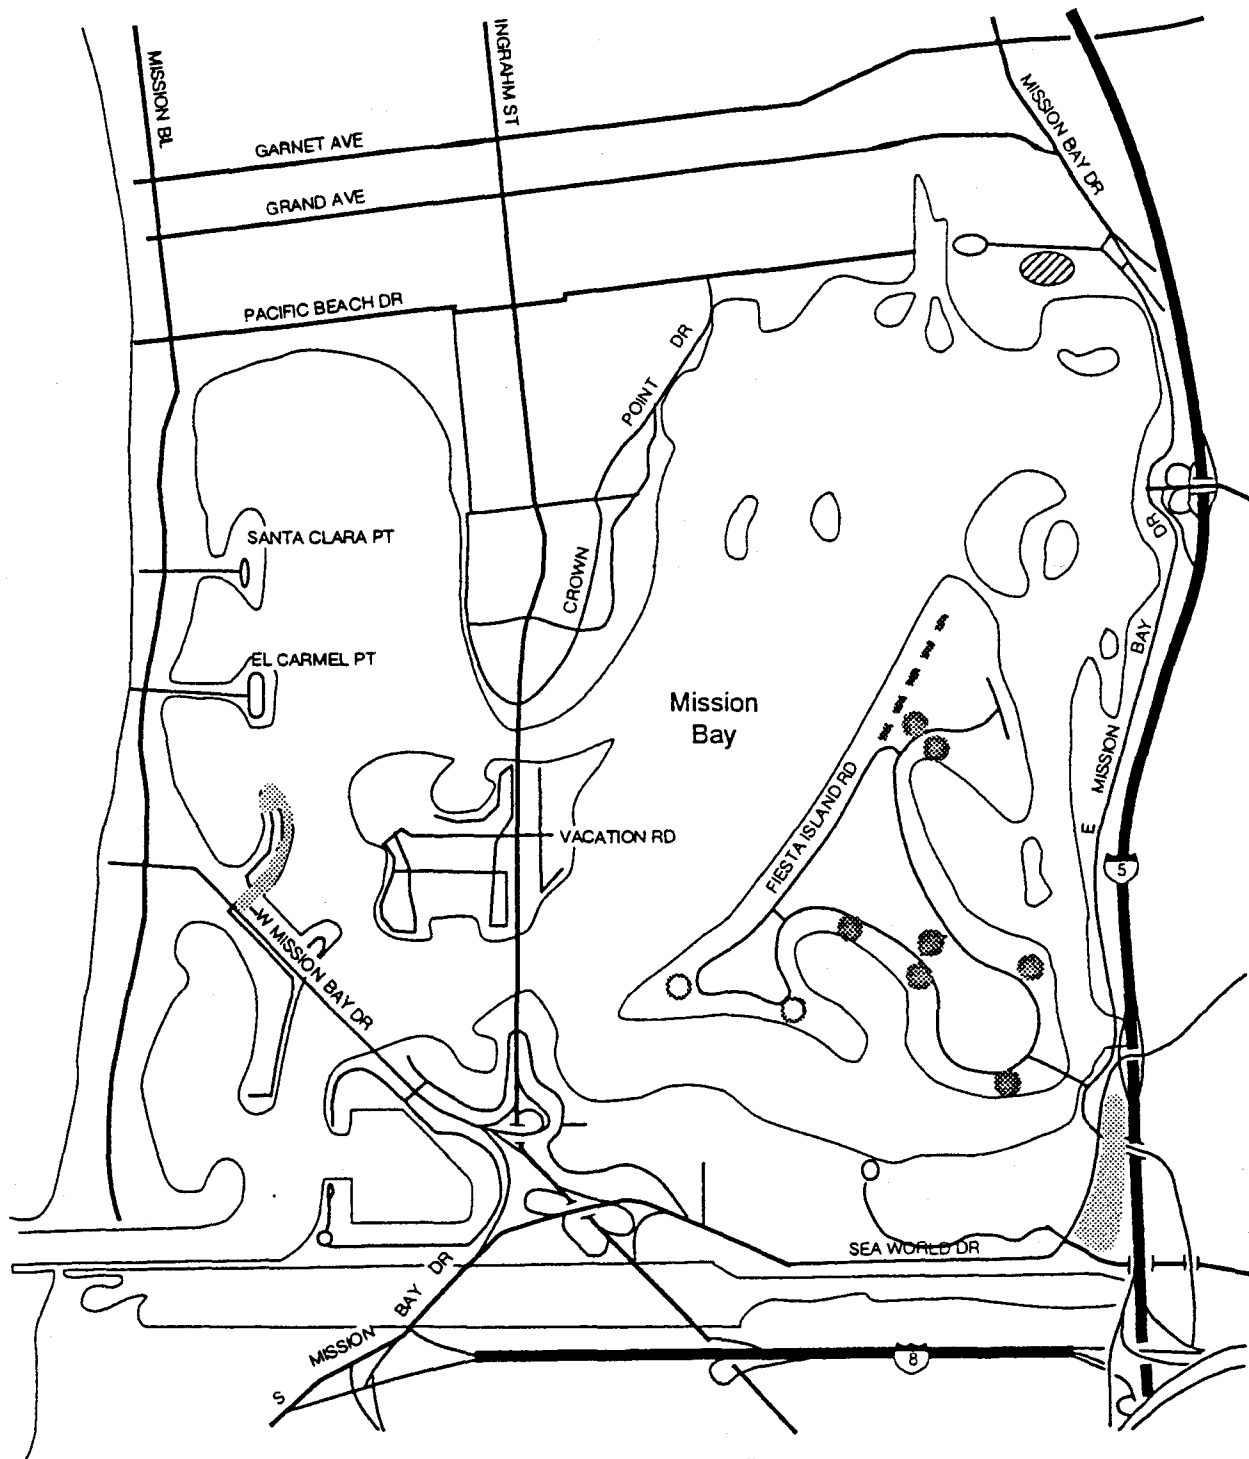 MISSION BL
INGRAHM ST
MISSION BAY DR
GARNET AVE
GRAND AVE
PACIFIC BEACH DR
CROWN POINT DR
SANTA CLARA PT
EL CARMEL PT
Mission
Bay
E MISSION BAY DR
FIESTA ISLAND RD
VACATION RD
5
W MISSION BAY DR
SEA WORLD DR
S MISSION BAY DR
8